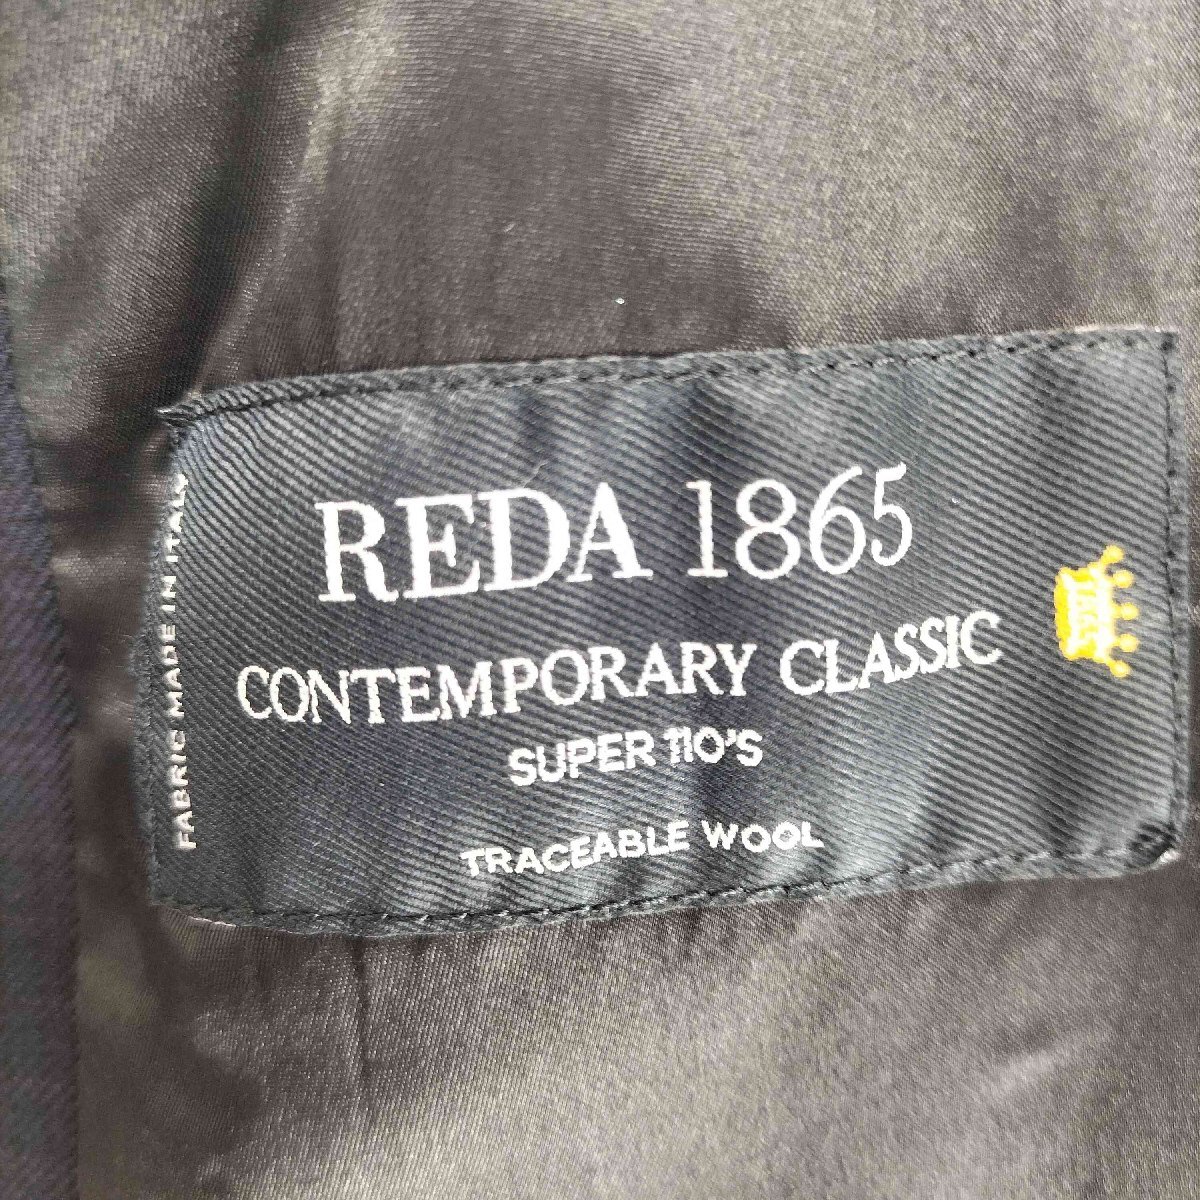 REDA 1865
CONTEMPORARY CLASSIC
SUPER 110'S
TRACEABLE WOOL
FABRIC MADE IN ITALY